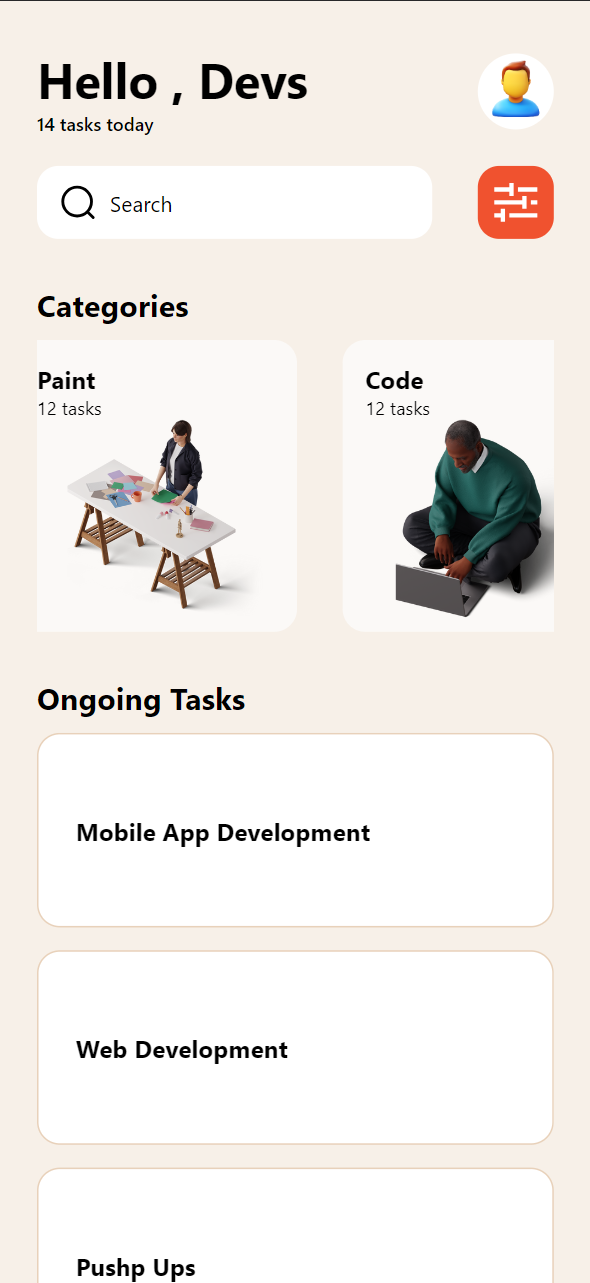 Hello , Devs
14 tasks today
Search
Categories
Paint
Code
12 tasks
12 tasks
Ongoing Tasks
Mobile App Development
Web Development
Pushp Ups